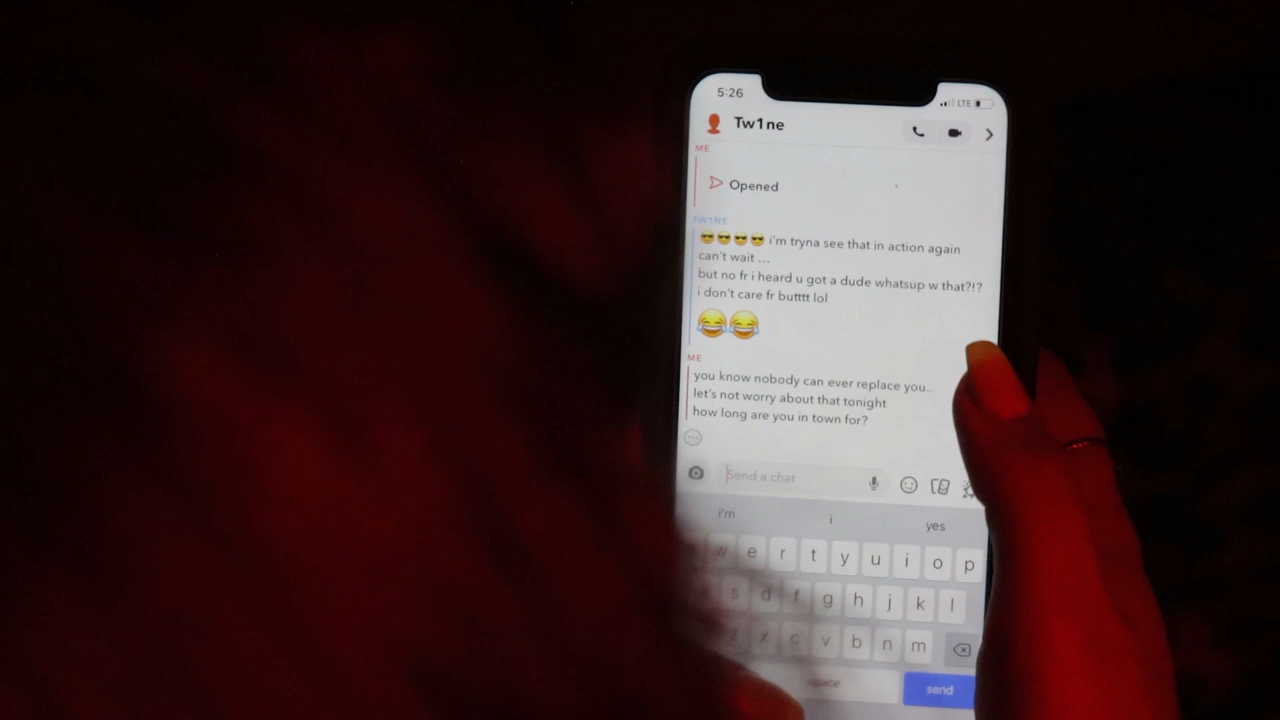 5:26
LTE
Tw1ne
ME
Opened
TW1NE
😎😎😎😎 i'm tryna see that in action again
can't wait ...
but no fr i heard u got a dude whatsup w that?!?
i don't care fr butttt lol
😂😂
ME
you know nobody can ever replace you..
let's not worry about that tonight
how long are you in town for?
Send a chat
i'm i yes
w e r t y u i o p
s d f g h j k l
z x c v b n m
space send